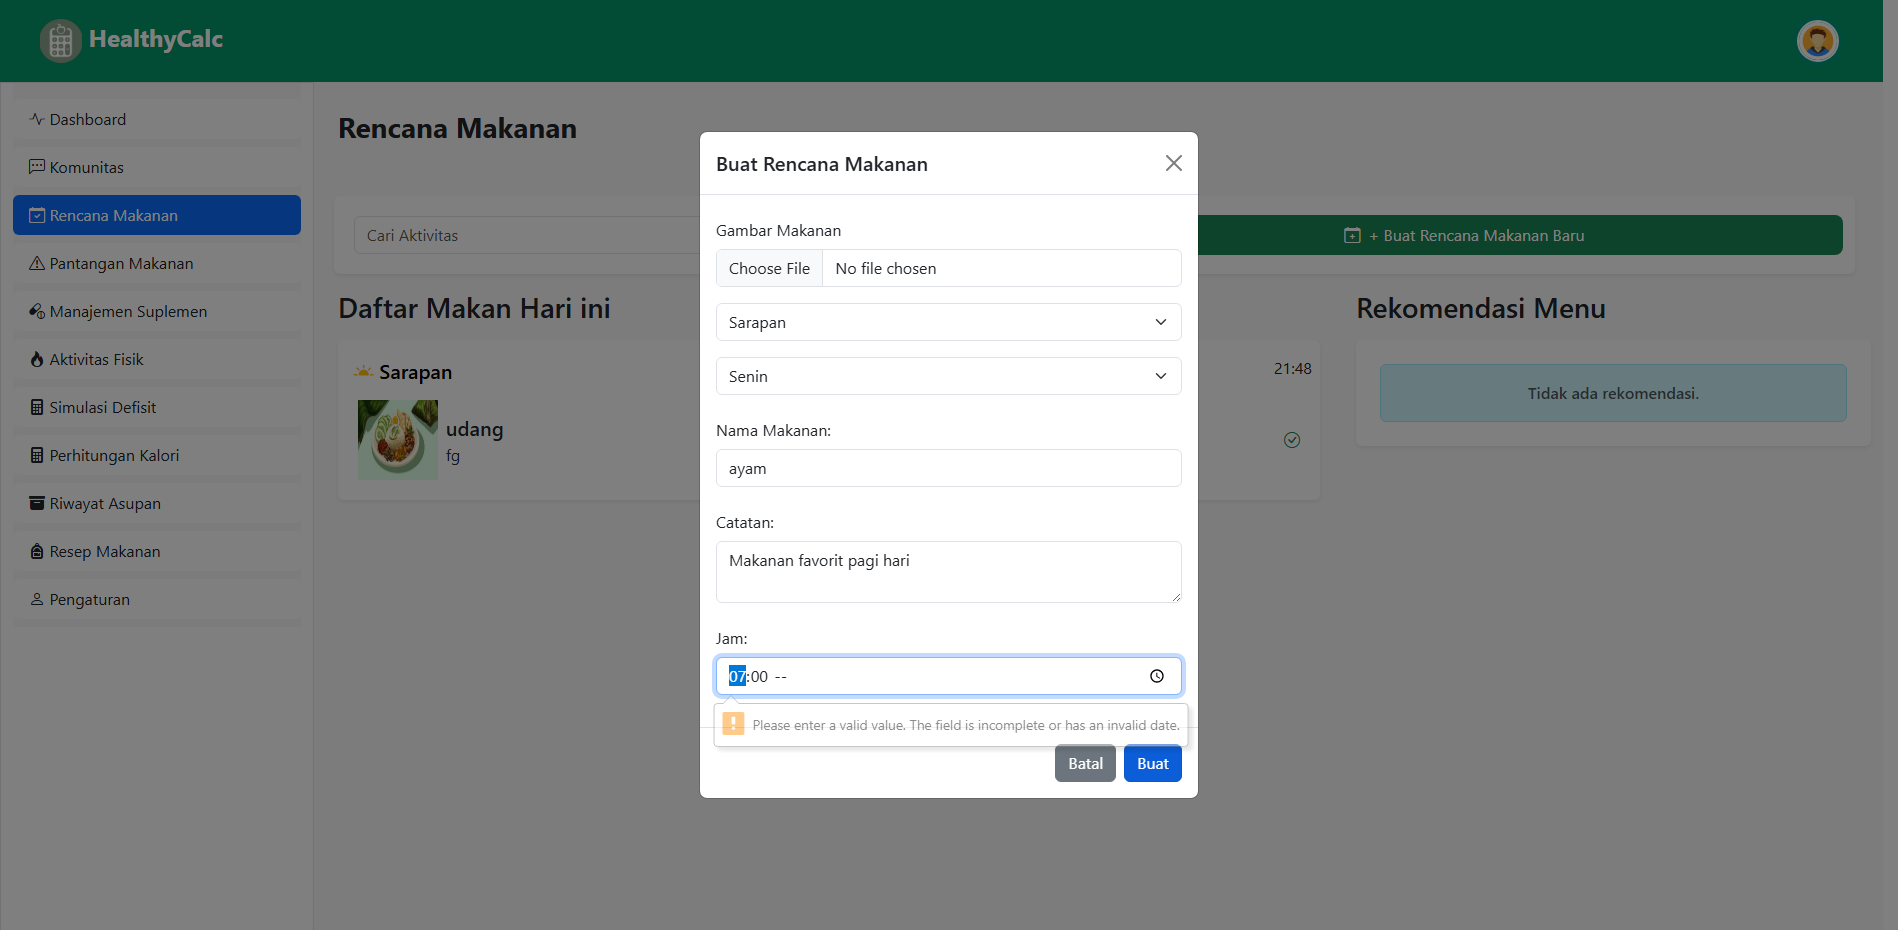 HealthyCalc
Dashboard
Komunitas
Rencana Makanan
Pantangan Makanan
Manajemen Suplemen
Aktivitas Fisik
Simulasi Defisit
Perhitungan Kalori
Riwayat Asupan
Resep Makanan
Pengaturan
Rencana Makanan
Cari Aktivitas
+ Buat Rencana Makanan Baru
Daftar Makan Hari ini
Sarapan
21:48
udang
fg
Rekomendasi Menu
Tidak ada rekomendasi.
Buat Rencana Makanan
Gambar Makanan
Choose File No file chosen
Sarapan
Senin
Nama Makanan:
ayam
Catatan:
Makanan favorit pagi hari
Jam:
07:00 --
Please enter a valid value. The field is incomplete or has an invalid date.
Batal Buat